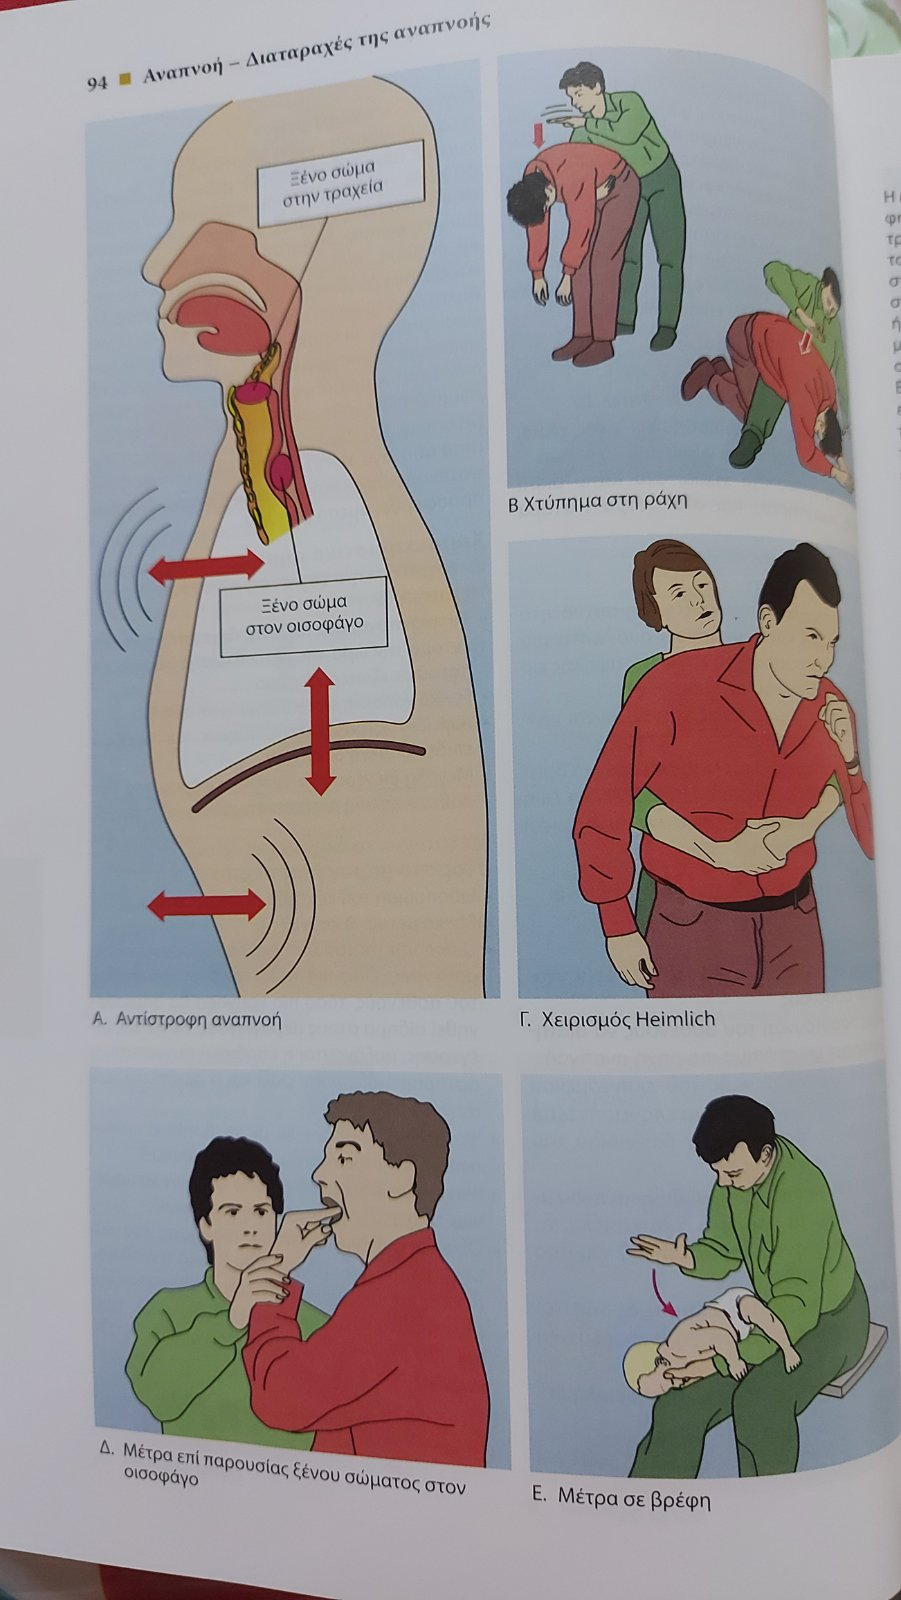 94 ■ Αναπνοή – Διαταραχές της αναπνοής
Ξένο σώμα
στην τραχεία
Ξένο σώμα
στον οισοφάγο
Α. Αντίστροφη αναπνοή
Β Χτύπημα στη ράχη
Γ. Χειρισμός Heimlich
Δ. Μέτρα επί παρουσίας ξένου σώματος στον
οισοφάγο
Ε. Μέτρα σε βρέφη